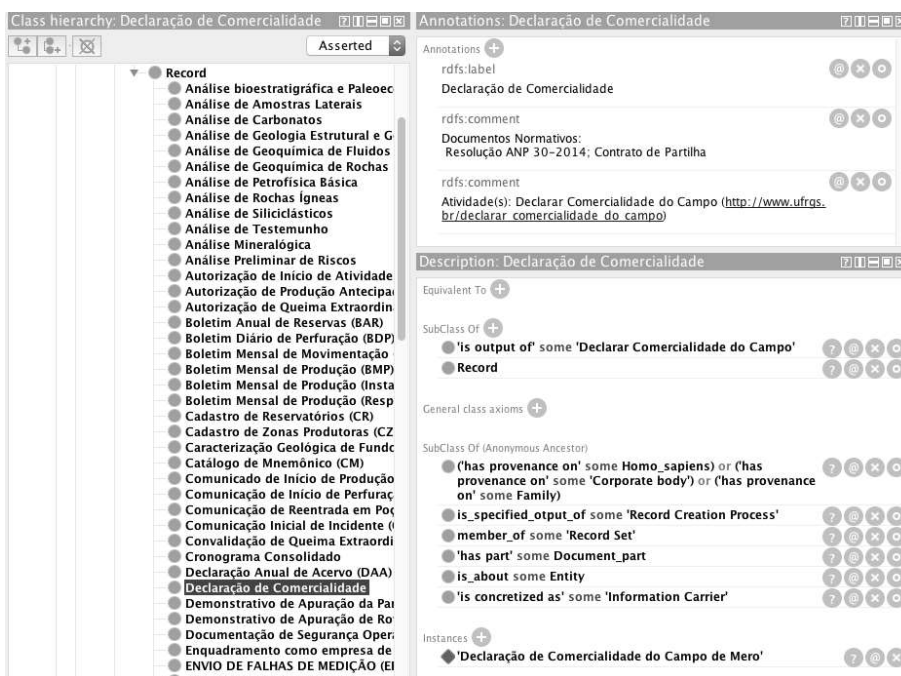 Class hierarchy: Declaração de Comercialidade
Asserted
Record
Análise bioestratigráfica e Paleoec
Análise de Amostras Laterais
Análise de Carbonatos
Análise de Geologia Estrutural e G
Análise de Geoquímica de Fluidos
Análise de Geoquímica de Rochas
Análise de Petrofísica Básica
Análise de Rochas Ígneas
Análise de Siliciclásticos
Análise de Testemunho
Análise Mineralógica
Análise Preliminar de Riscos
Autorização de Início de Atividade
Autorização de Produção Antecipa
Autorização de Queima Extraordin
Boletim Anual de Reservas (BAR)
Boletim Diário de Perfuração (BDP)
Boletim Mensal de Movimentação
Boletim Mensal de Produção (BMP)
Boletim Mensal de Produção (Insta
Boletim Mensal de Produção (Resp
Cadastro de Reservatórios (CR)
Cadastro de Zonas Produtoras (CZ
Caracterização Geológica de Fundo
Catálogo de Mnemônico (CM)
Comunicado de Início de Produção
Comunicação de Início de Perfuraç
Comunicação de Reentrada em Poç
Comunicação Inicial de Incidente (
Convalidação de Queima Extraordi
Cronograma Consolidado
Declaração Anual de Acervo (DAA)
Declaração de Comercialidade
Demonstrativo de Apuração da Par
Demonstrativo de Apuração de Ro
Documentação de Segurança Opera
Enquadramento como empresa de
ENVIO DE FALHAS DE MEDIÇÃO (E
Annotations: Declaração de Comercialidade
Annotations
rdfs:label
Declaração de Comercialidade
rdfs:comment
Documentos Normativos:
Resolução ANP 30-2014; Contrato de Partilha
rdfs:comment
Atividade(s): Declarar Comercialidade do Campo (http://www.ufrgs.
br/declarar_comercialidade_do_campo)
Description: Declaração de Comercialidade
Equivalent To
SubClass Of
'is output of' some 'Declarar Comercialidade do Campo'
Record
General class axioms
SubClass Of (Anonymous Ancestor)
('has provenance on' some Homo_sapiens) or ('has
provenance on' some 'Corporate body') or ('has provenance
on' some Family)
is_specified_otput_of some 'Record Creation Process'
member_of some 'Record Set'
'has part' some Document_part
is_about some Entity
'is concretized as' some 'Information Carrier'
Instances
'Declaração de Comercialidade do Campo de Mero'